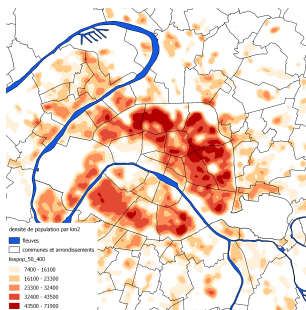 densité de population par km2
fleuves
communes et arrondissements
lisspop_50_400
7400 - 16100
16100 - 23300
23300 - 32400
32400 - 43500
43500 - 71900